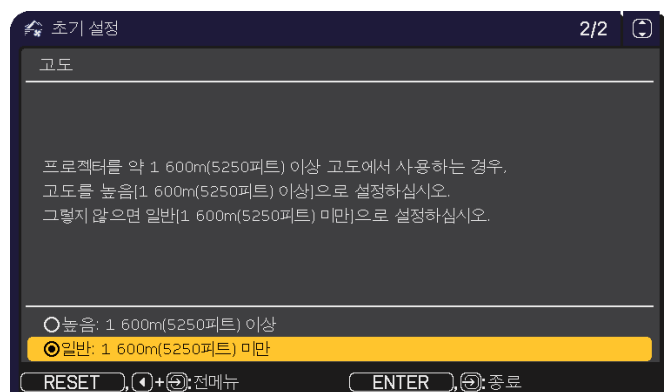 초기 설정 2/2
고도
프로젝터를 약 1 600m(5250피트) 이상 고도에서 사용하는 경우,
고도를 높음[1 600m(5250피트) 이상]으로 설정하십시오.
그렇지 않으면 일반[1 600m(5250피트) 미만]으로 설정하십시오.
높음: 1 600m(5250피트) 이상
일반: 1 600m(5250피트) 미만
RESET ,+:전메뉴 ENTER ,:종료